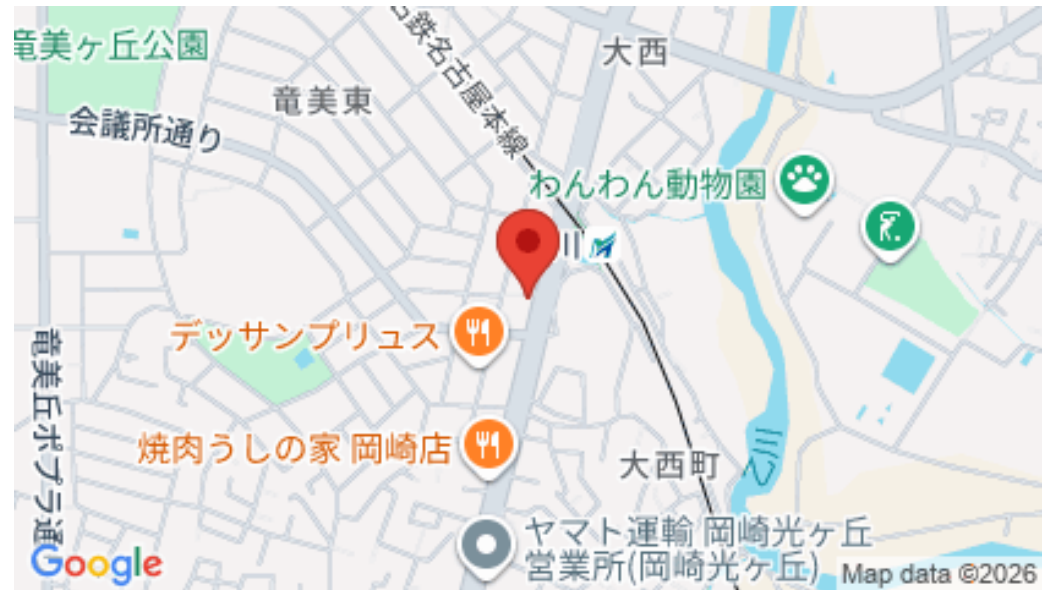 竜美ヶ丘公園
大西
竜美東
会議所通り
名鉄名古屋本線
わんわん動物園
川
デッサンプリュス
竜美丘ポプラ通
焼肉うしの家 岡崎店
大西町
乙川
ヤマト運輸 岡崎光ヶ丘
営業所(岡崎光ヶ丘)
Google
Map data ©2026